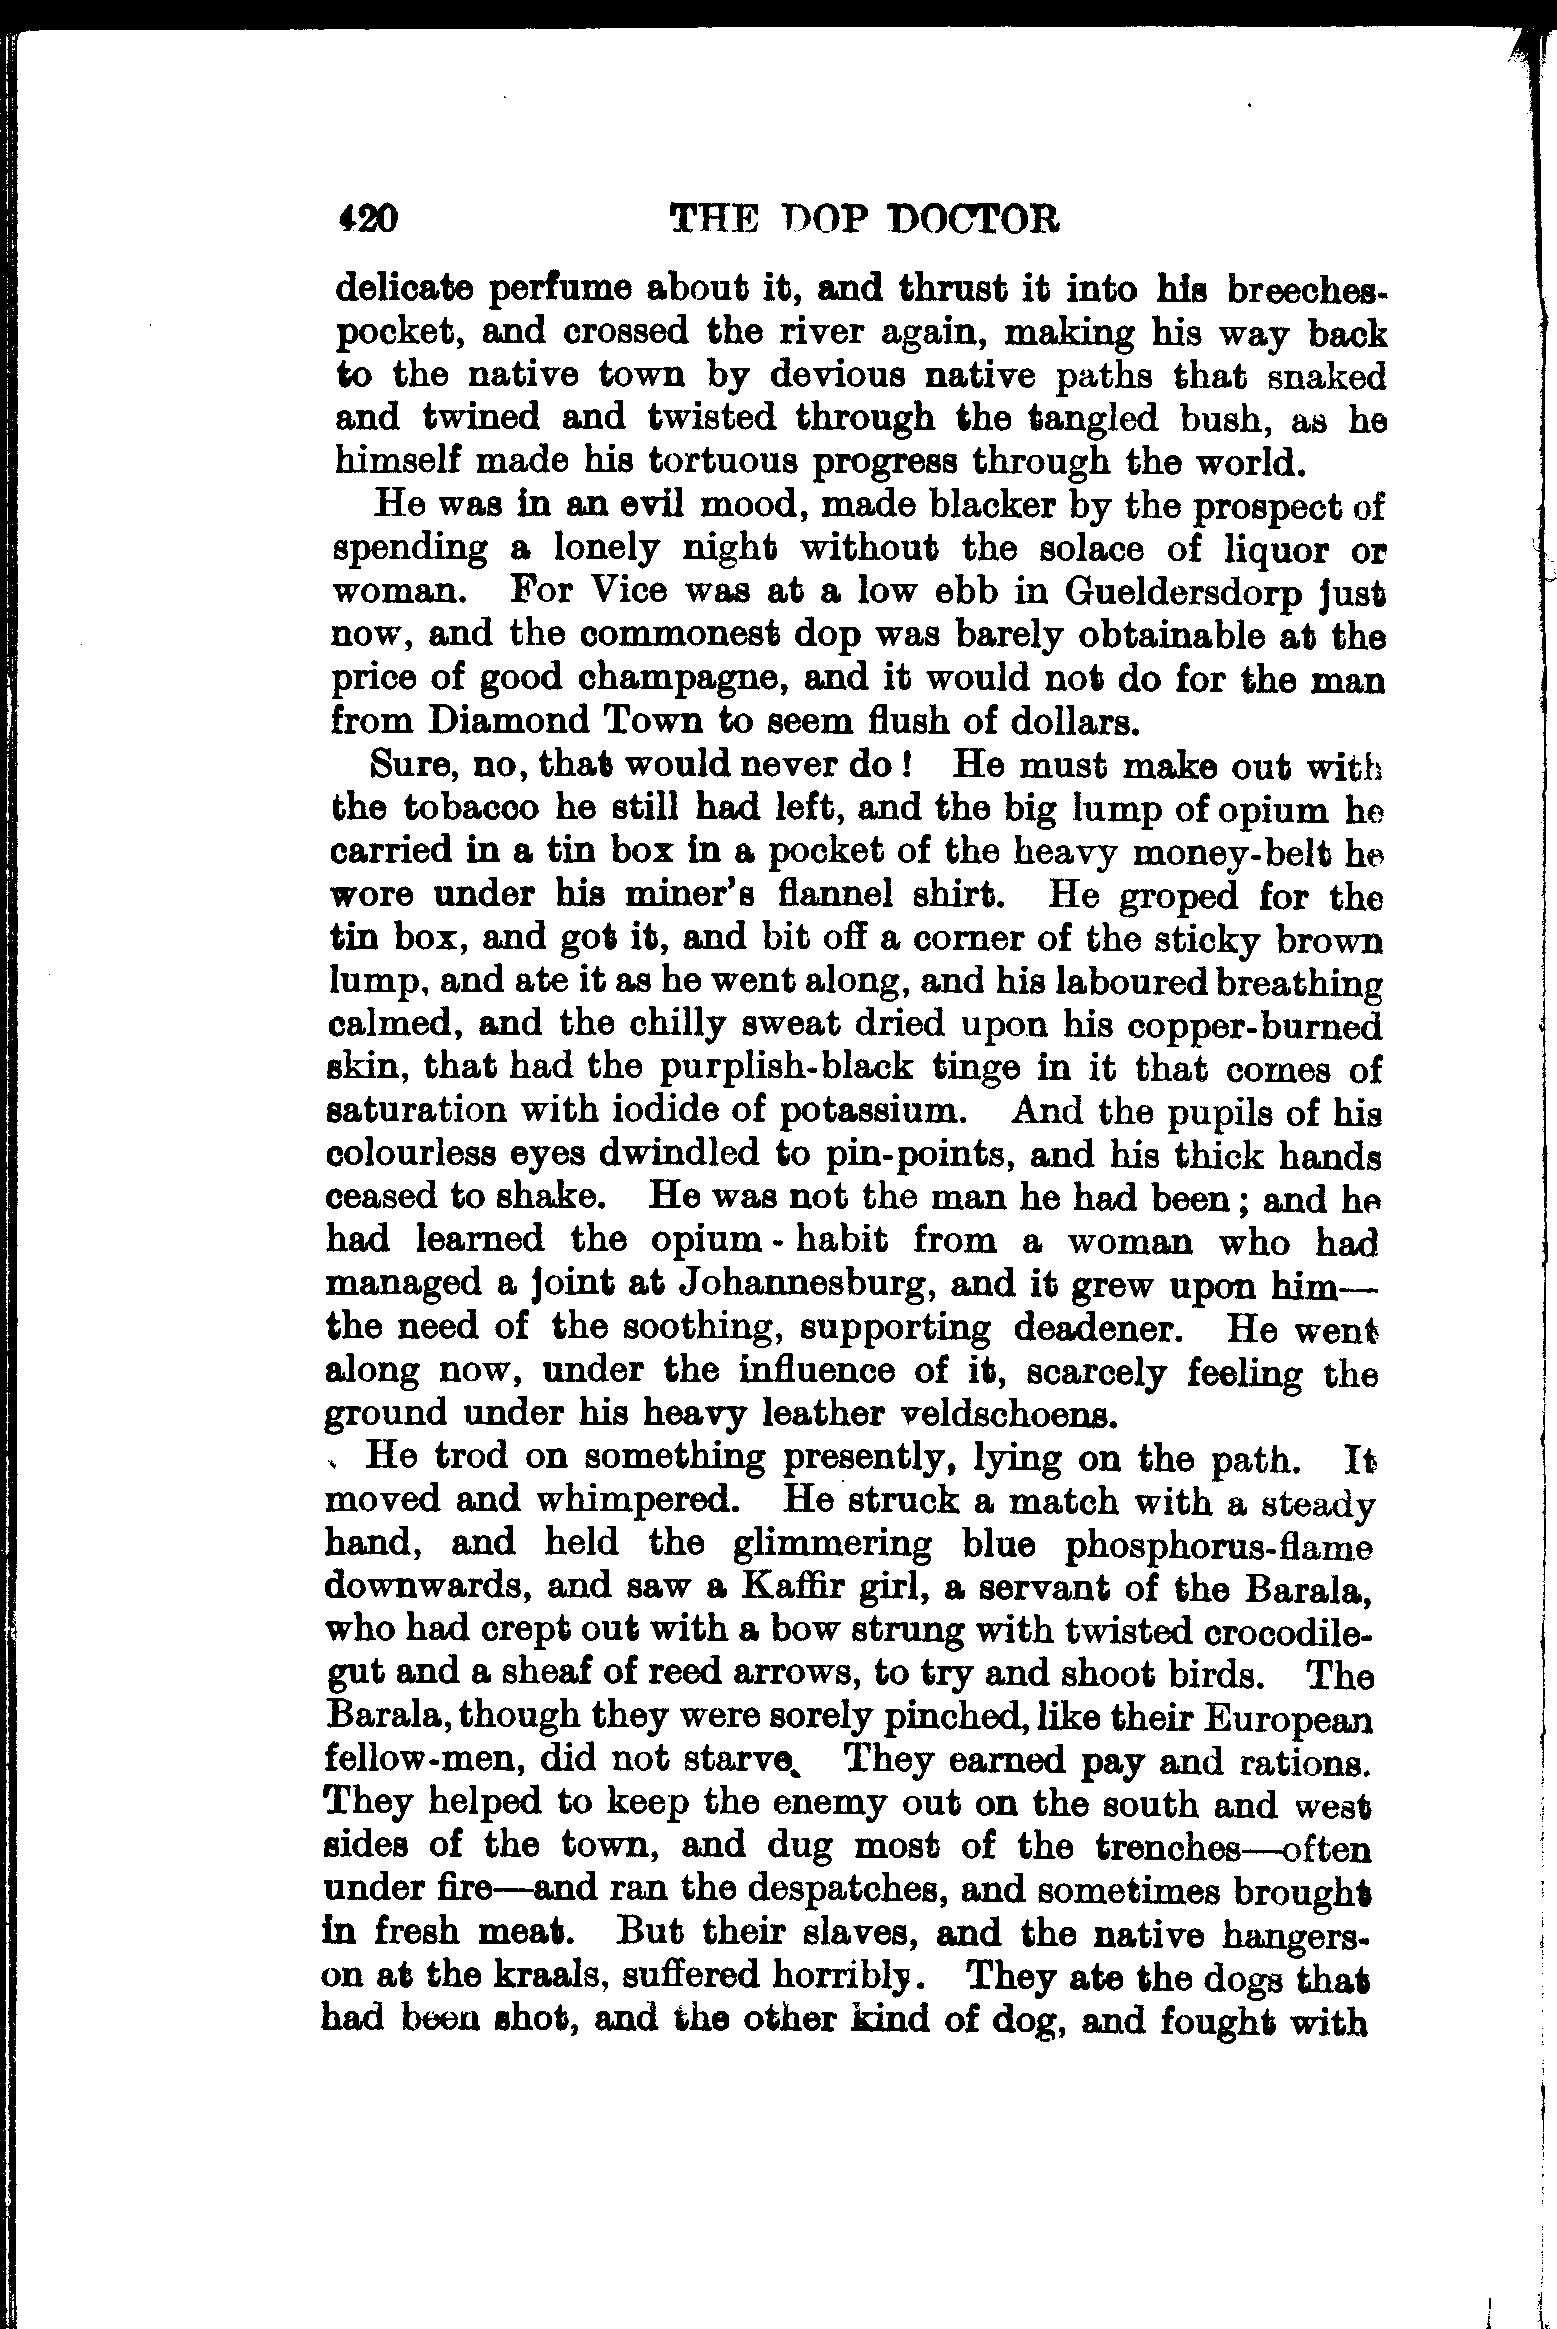 420 THE DOP DOCTOR
delicate perfume about it, and thrust it into his breeches-
pocket, and crossed the river again, making his way back
to the native town by devious native paths that snaked
and twined and twisted through the tangled bush, as he
himself made his tortuous progress through the world.
He was in an evil mood, made blacker by the prospect of
spending a lonely night without the solace of liquor or
woman. For Vice was at a low ebb in Gueldersdorp just
now, and the commonest dop was barely obtainable at the
price of good champagne, and it would not do for the man
from Diamond Town to seem flush of dollars.
Sure, no, that would never do ! He must make out with
the tobacco he still had left, and the big lump of opium he
carried in a tin box in a pocket of the heavy money-belt he
wore under his miner's flannel shirt. He groped for the
tin box, and got it, and bit off a corner of the sticky brown
lump, and ate it as he went along, and his laboured breathing
calmed, and the chilly sweat dried upon his copper-burned
skin, that had the purplish-black tinge in it that comes of
saturation with iodide of potassium. And the pupils of his
colourless eyes dwindled to pin-points, and his thick hands
ceased to shake. He was not the man he had been ; and he
had learned the opium-habit from a woman who had
managed a joint at Johannesburg, and it grew upon him—
the need of the soothing, supporting deadener. He went
along now, under the influence of it, scarcely feeling the
ground under his heavy leather veldschoens.
He trod on something presently, lying on the path. It
moved and whimpered. He struck a match with a steady
hand, and held the glimmering blue phosphorus-flame
downwards, and saw a Kaffir girl, a servant of the Barala,
who had crept out with a bow strung with twisted crocodile-
gut and a sheaf of reed arrows, to try and shoot birds. The
Barala, though they were sorely pinched, like their European
fellow-men, did not starve. They earned pay and rations.
They helped to keep the enemy out on the south and west
sides of the town, and dug most of the trenches—often
under fire—and ran the despatches, and sometimes brought
in fresh meat. But their slaves, and the native hangers-
on at the kraals, suffered horribly. They ate the dogs that
had been shot, and the other kind of dog, and fought with